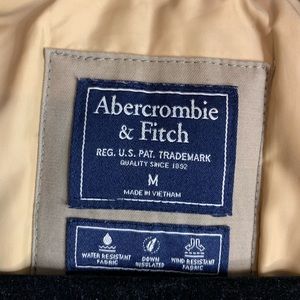 Abercrombie
& Fitch
REG. U.S. PAT. TRADEMARK
QUALITY SINCE 1892
M
MADE IN VIETNAM
WATER RESISTANT
FABRIC
DOWN
INSULATED
WIND RESISTANT
FABRIC